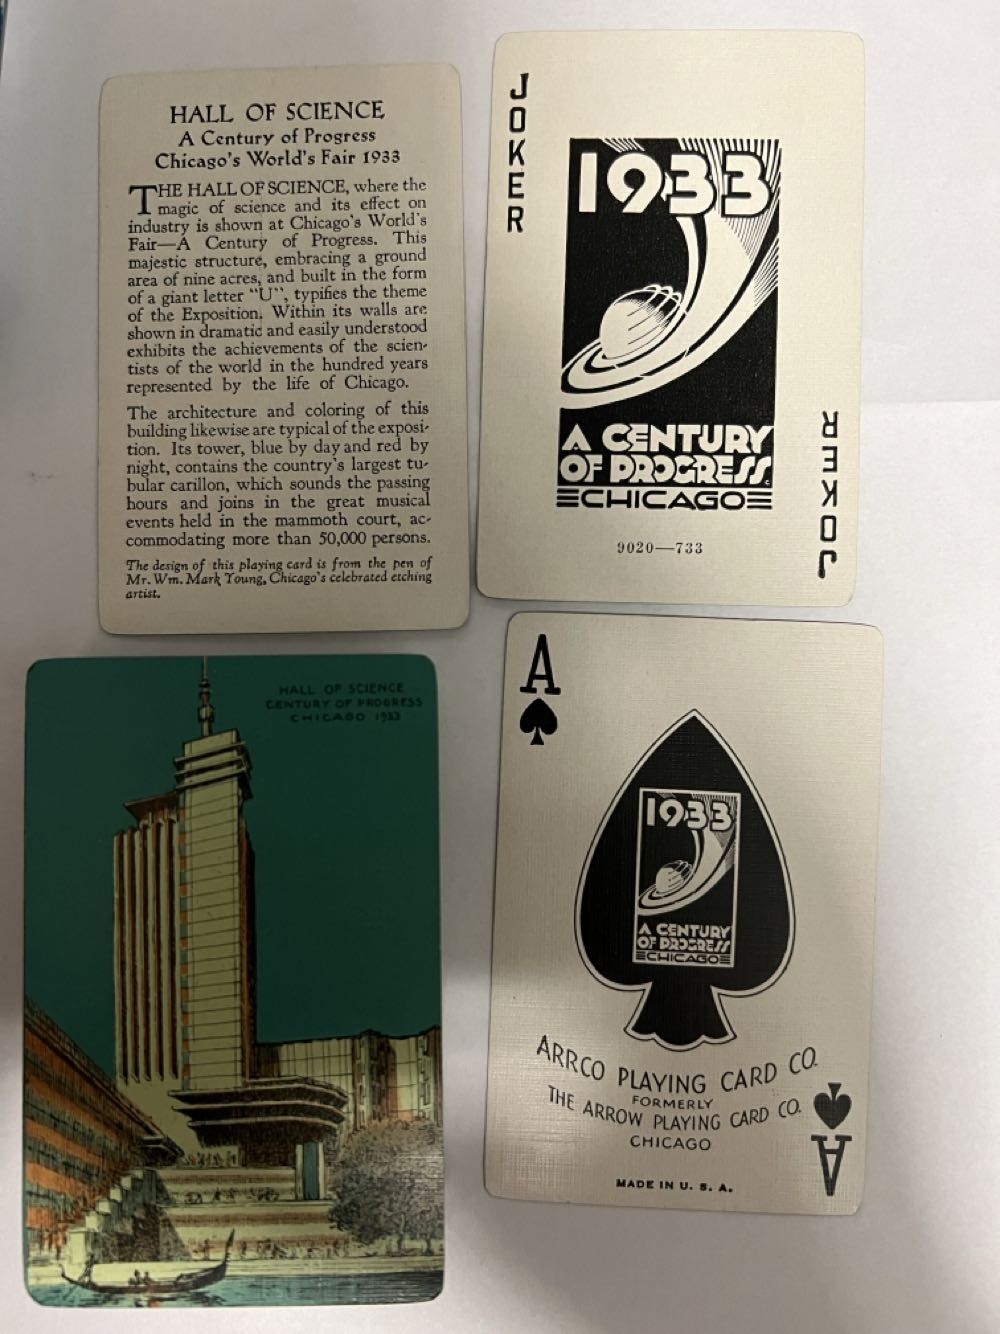 HALL OF SCIENCE
A Century of Progress
Chicago's World's Fair 1933
THE HALL OF SCIENCE, where the
magic of science and its effect on
industry is shown at Chicago's World's
Fair—A Century of Progress. This
majestic structure, embracing a ground
area of nine acres, and built in the form
of a giant letter "U", typifies the theme
of the Exposition. Within its walls are
shown in dramatic and easily understood
exhibits the achievements of the scien-
tists of the world in the hundred years
represented by the life of Chicago.
The architecture and coloring of this
building likewise are typical of the exposi-
tion. Its tower, blue by day and red by
night, contains the country's largest tu-
bular carillon, which sounds the passing
hours and joins in the great musical
events held in the mammoth court, ac-
commodating more than 50,000 persons.
The design of this playing card is from the pen of
Mr. Wm. Mark Young, Chicago's celebrated etching
artist.
JOKER
1933
A CENTURY
OF PROGRESS
CHICAGO
9020—733
JOKER
HALL OF SCIENCE
CENTURY OF PROGRESS
CHICAGO 1933
A
1933
A CENTURY
OF PROGRESS
CHICAGO
ARRCO PLAYING CARD CO.
FORMERLY
THE ARROW PLAYING CARD CO.
CHICAGO
MADE IN U. S. A.
A